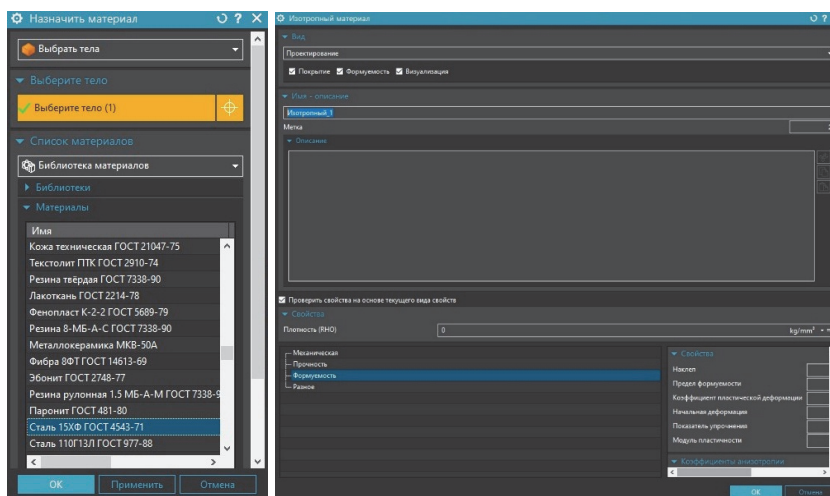 Назначить материал
Выбрать тела
Выберите тело
Выберите тело (1)
Список материалов
Библиотека материалов
Библиотеки
Материалы
Имя
Кожа техническая ГОСТ 21047-75
Текстолит ПТК ГОСТ 2910-74
Резина твёрдая ГОСТ 7338-90
Лакоткань ГОСТ 2214-78
Фенопласт К-2-2 ГОСТ 5689-79
Резина 8-МБ-А-С ГОСТ 7338-90
Металлокерамика МКВ-50А
Фибра 8ФТ ГОСТ 14613-69
Эбонит ГОСТ 2748-77
Резина рулонная 1.5 МБ-А-М ГОСТ 7338-9
Паронит ГОСТ 481-80
Сталь 15ХФ ГОСТ 4543-71
Сталь 110Г13Л ГОСТ 977-88
ОК Применить Отмена
Изотропный материал
Вид
Проектирование
Покрытие Формуемость Визуализация
Имя - описание
Изотропный_1
Метка
Описание
Проверить свойства на основе текущего вида свойств
Свойства
Плотность (RHO) 0 kg/mm³
Механическая
Прочность
Формуемость
Разное
Свойства
Наклеп
Предел формуемости
Коэффициент пластической деформации
Начальная деформация
Показатель упрочнения
Модуль пластичности
Коэффициенты анизотропии
ОК Отмена